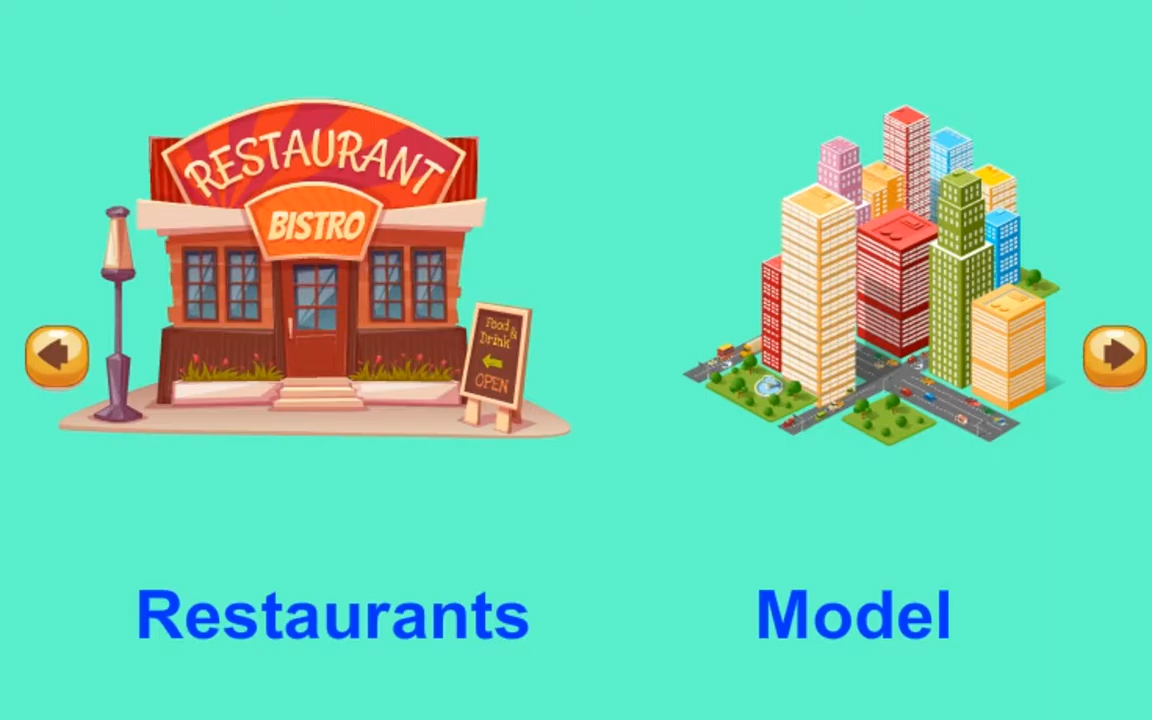 RESTAURANT
BISTRO
Food &
Drink
OPEN
Restaurants
Model